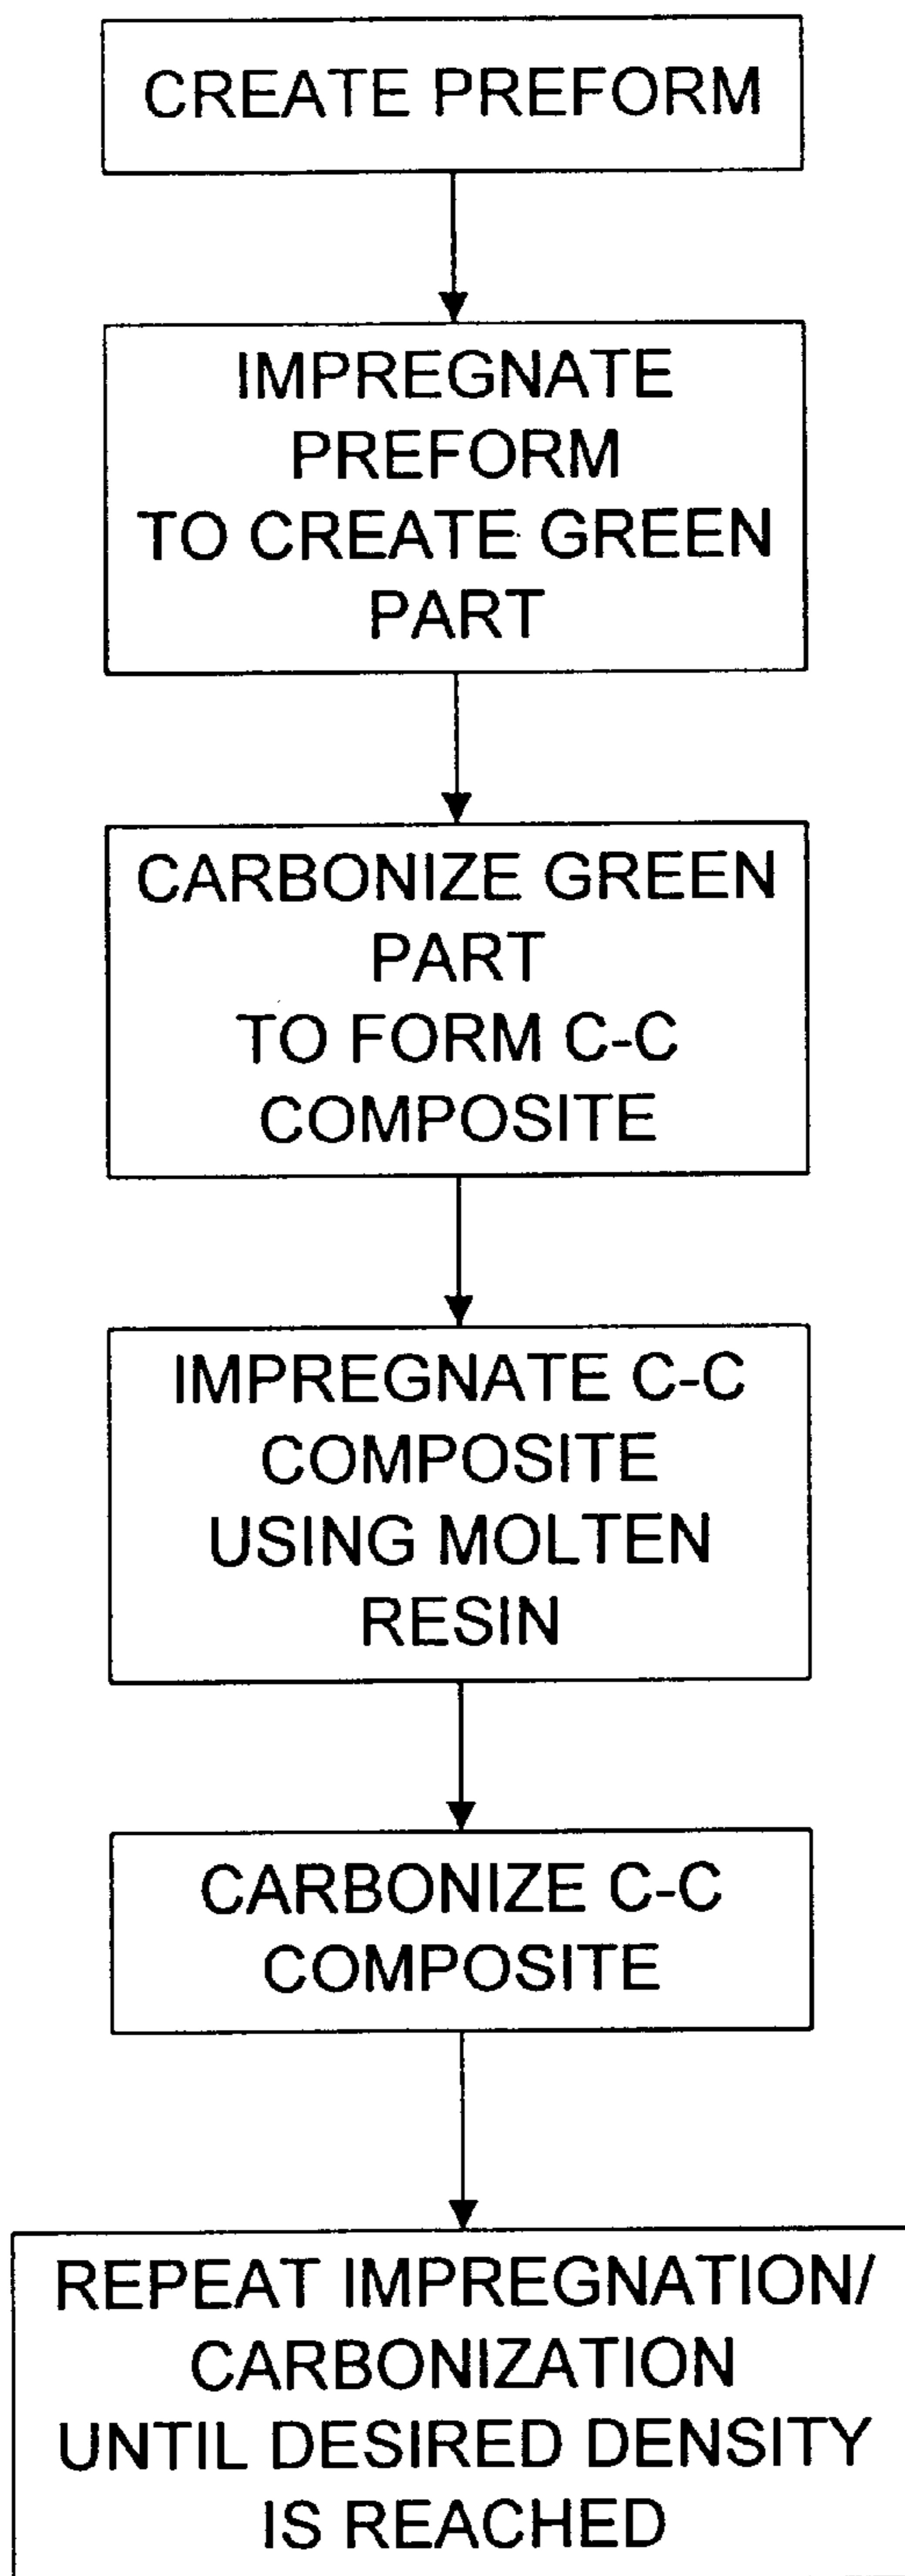 CREATE PREFORM
IMPREGNATE
PREFORM
TO CREATE GREEN
PART
CARBONIZE GREEN
PART
TO FORM C-C
COMPOSITE
IMPREGNATE C-C
COMPOSITE
USING MOLTEN
RESIN
CARBONIZE C-C
COMPOSITE
REPEAT IMPREGNATION/
CARBONIZATION
UNTIL DESIRED DENSITY
IS REACHED